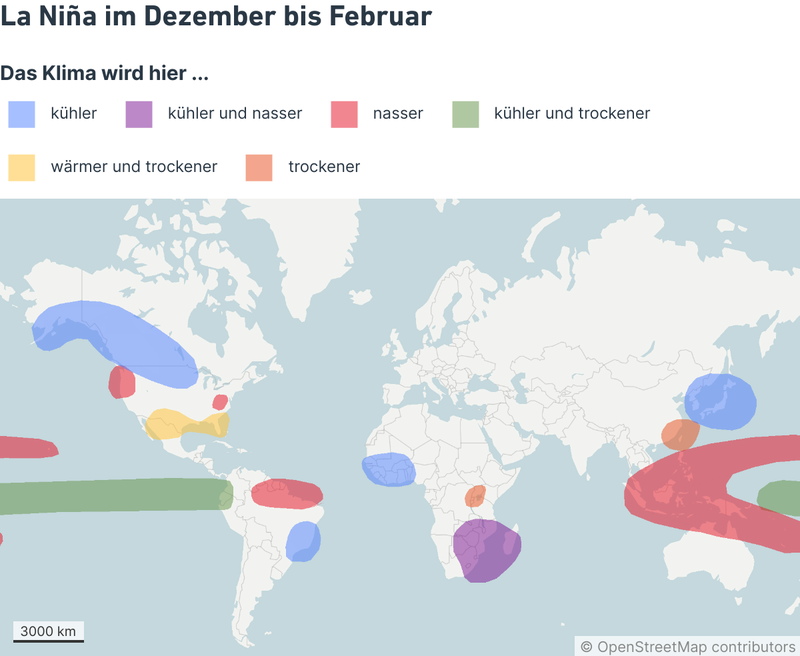 La Niña im Dezember bis Februar
Das Klima wird hier ...
kühler
kühler und nasser
nasser
kühler und trockener
wärmer und trockener
trockener
3000 km
© OpenStreetMap contributors